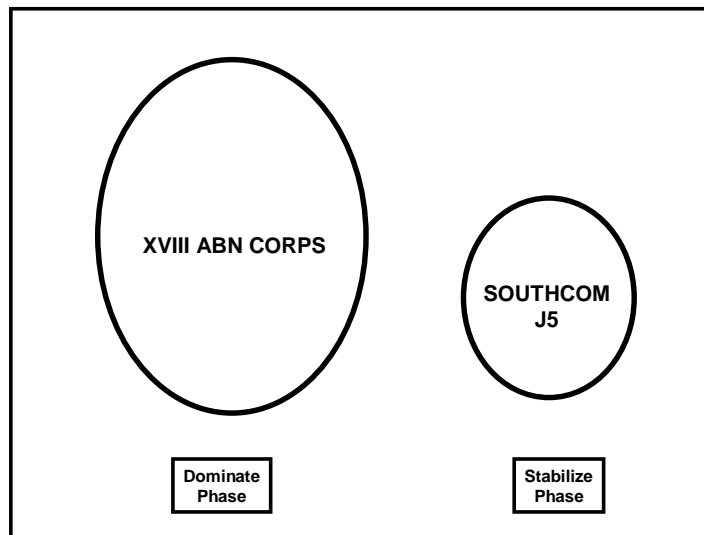 XVIII ABN CORPS
SOUTHCOM
J5
Dominate
Phase
Stabilize
Phase